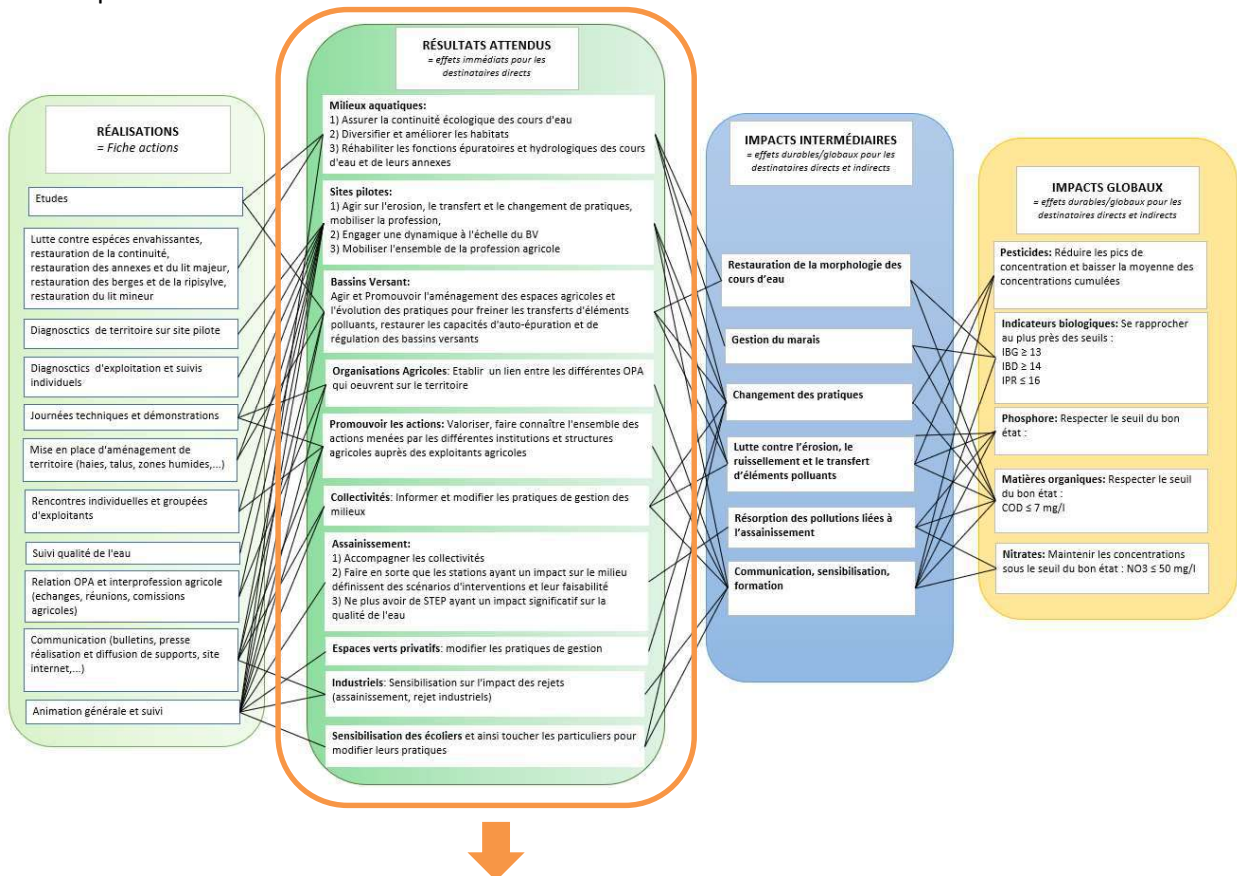 RÉALISATIONS
= Fiche actions
Etudes
Lutte contre espéces envahissantes,
restauration de la continuité,
restauration des annexes et du lit majeur,
restauration des berges et de la ripisylve,
restauration du lit mineur
Diagnosctics de territoire sur site pilote
Diagnosctics d'exploitation et suivis
individuels
Journées techniques et démonstrations
Mise en place d'aménagement de
territoire (haies, talus, zones humides,...)
Rencontres individuelles et groupées
d'exploitants
Suivi qualité de l'eau
Relation OPA et interprofession agricole
(echanges, réunions, comissions
agricoles)
Communication (bulletins, presse
réalisation et diffusion de supports, site
internet,...)
Animation générale et suivi
RÉSULTATS ATTENDUS
= effets immédiats pour les
destinataires directs
Milieux aquatiques:
1) Assurer la continuité écologique des cours d'eau
2) Diversifier et améliorer les habitats
3) Réhabiliter les fonctions épuratoires et hydrologiques des cours
d'eau et de leurs annexes
Sites pilotes:
1) Agir sur l'erosion, le transfert et le changement de pratiques,
mobiliser la profession,
2) Engager une dynamique à l'échelle du BV
3) Mobiliser l'ensemble de la profession agricole
Bassins Versant:
Agir et Promouvoir l'aménagement des espaces agricoles et
l'évolution des pratiques pour freiner les transferts d'éléments
polluants, restaurer les capacités d'auto-épuration et de
régulation des bassins versants
Organisations Agricoles: Etablir un lien entre les différentes OPA
qui oeuvrent sur le territoire
Promouvoir les actions: Valoriser, faire connaître l'ensemble des
actions menées par les différentes institutions et structures
agricoles auprès des exploitants agricoles
Collectivités: Informer et modifier les pratiques de gestion des
milieux
Assainissement:
1) Accompagner les collectivités
2) Faire en sorte que les stations ayant un impact sur le milieu
définissent des scénarios d'interventions et leur faisabilité
3) Ne plus avoir de STEP ayant un impact significatif sur la
qualité de l'eau
Espaces verts privatifs: modifier les pratiques de gestion
Industriels: Sensibilisation sur l'impact des rejets
(assainissement, rejet industriels)
Sensibilisation des écoliers et ainsi toucher les particuliers pour
modifier leurs pratiques
IMPACTS INTERMÉDIAIRES
= effets durables/globaux pour les
destinataires directs et indirects
Restauration de la morphologie des
cours d'eau
Gestion du marais
Changement des pratiques
Lutte contre l'érosion, le
ruissellement et le transfert
d'éléments polluants
Résorption des pollutions liées à
l'assainissement
Communication, sensibilisation,
formation
IMPACTS GLOBAUX
= effets durables/globaux pour les
destinataires directs et indirects
Pesticides: Réduire les pics de
concentration et baisser la moyenne des
concentrations cumulées
Indicateurs biologiques: Se rapprocher
au plus près des seuils :
IBG ≥ 13
IBD ≥ 14
IPR ≤ 16
Phosphore: Respecter le seuil du bon
état :
Matières organiques: Respecter le seuil
du bon état :
COD ≤ 7 mg/l
Nitrates: Maintenir les concentrations
sous le seuil du bon état : NO3 ≤ 50 mg/l